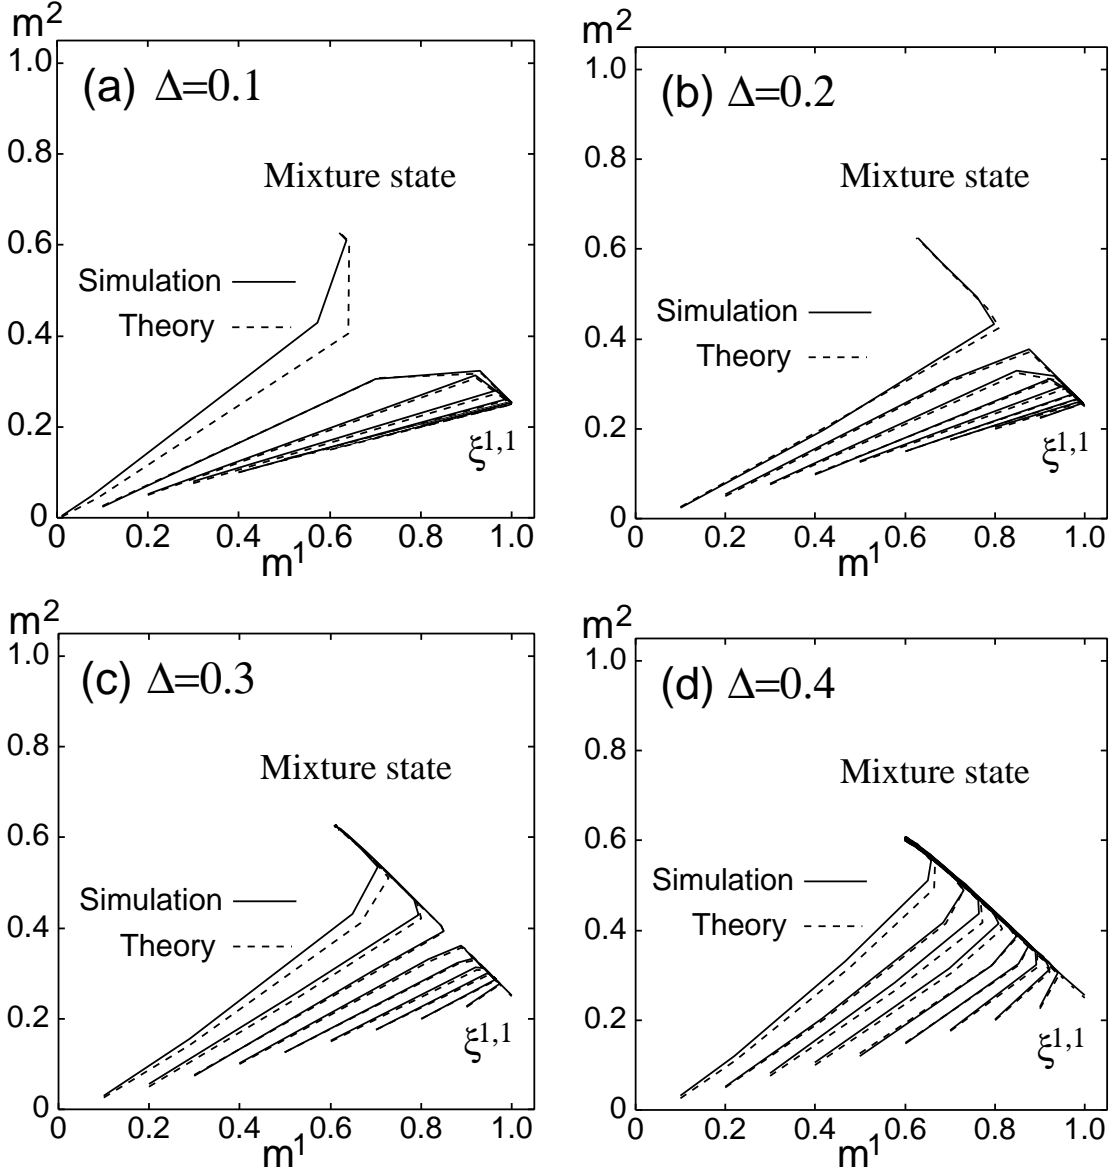 m²
1.0
(a) Δ=0.1
0.8
Mixture state
0.6
Simulation
0.4
Theory
0.2
ξ¹,¹
0
0 0.2 0.4 0.6 0.8 1.0
m¹
m²
1.0
(b) Δ=0.2
0.8
Mixture state
0.6
Simulation
0.4
Theory
0.2
ξ¹,¹
0
0 0.2 0.4 0.6 0.8 1.0
m¹
m²
1.0
(c) Δ=0.3
0.8
Mixture state
0.6
Simulation
0.4
Theory
0.2
ξ¹,¹
0
0 0.2 0.4 0.6 0.8 1.0
m¹
m²
1.0
(d) Δ=0.4
0.8
Mixture state
0.6
Simulation
0.4
Theory
0.2
ξ¹,¹
0
0 0.2 0.4 0.6 0.8 1.0
m¹